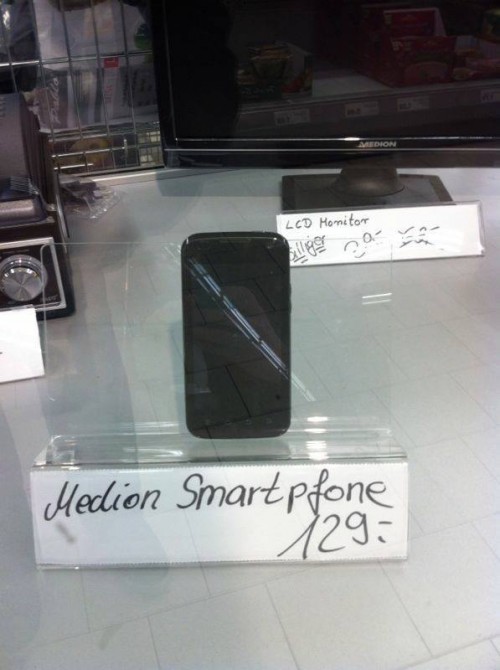 MEDION
LCD Monitor
Medion Smartpfone
129.-